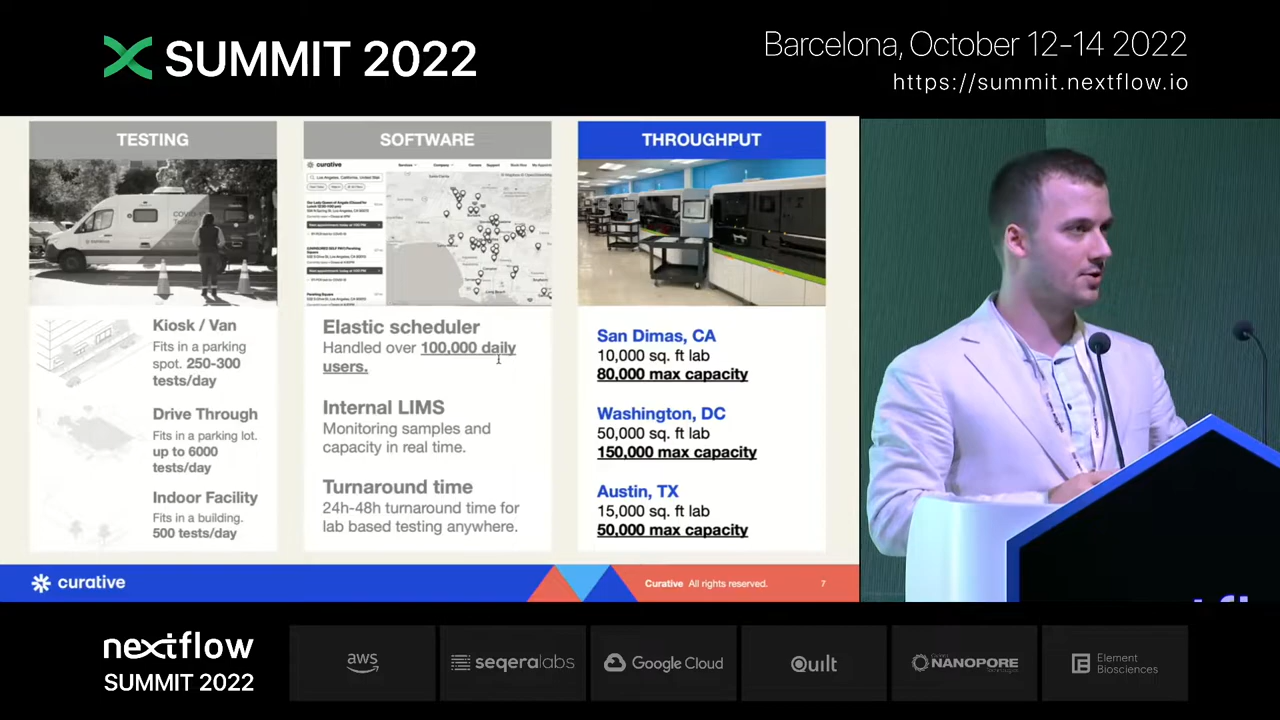 SUMMIT 2022
Barcelona, October 12-14 2022
https://summit.nextflow.io
TESTING
SOFTWARE
THROUGHPUT
curative
Kiosk / Van
Fits in a parking
spot. 250-300
tests/day
Drive Through
Fits in a parking lot.
up to 6000
tests/day
Indoor Facility
Fits in a building.
500 tests/day
Elastic scheduler
Handled over 100,000 daily
users.
Internal LIMS
Monitoring samples and
capacity in real time.
Turnaround time
24h-48h turnaround time for
lab based testing anywhere.
San Dimas, CA
10,000 sq. ft lab
80,000 max capacity
Washington, DC
50,000 sq. ft lab
150,000 max capacity
Austin, TX
15,000 sq. ft lab
50,000 max capacity
curative
Curative All rights reserved.
7
nextflow
SUMMIT 2022
aws
seqeralabs
Google Cloud
Quilt
NANOPORE
Element
Biosciences